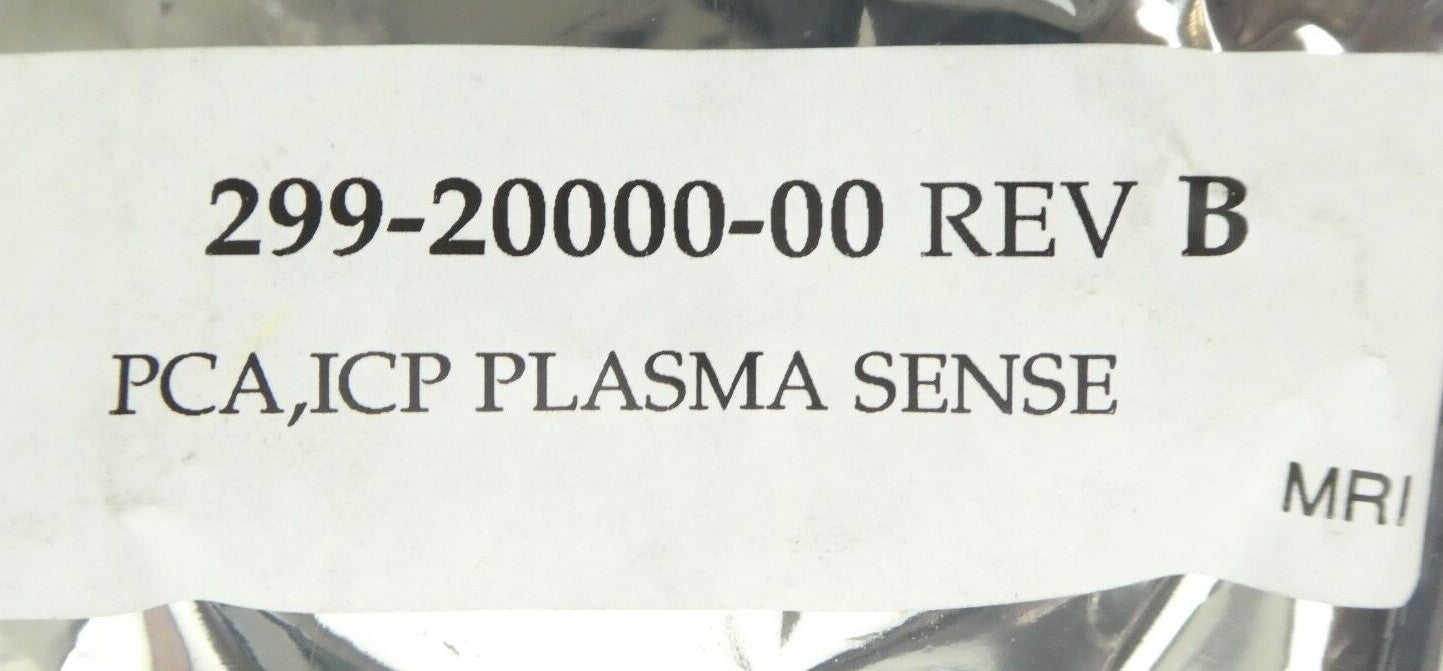 299-20000-00 REV B
PCA,ICP PLASMA SENSE
MRI